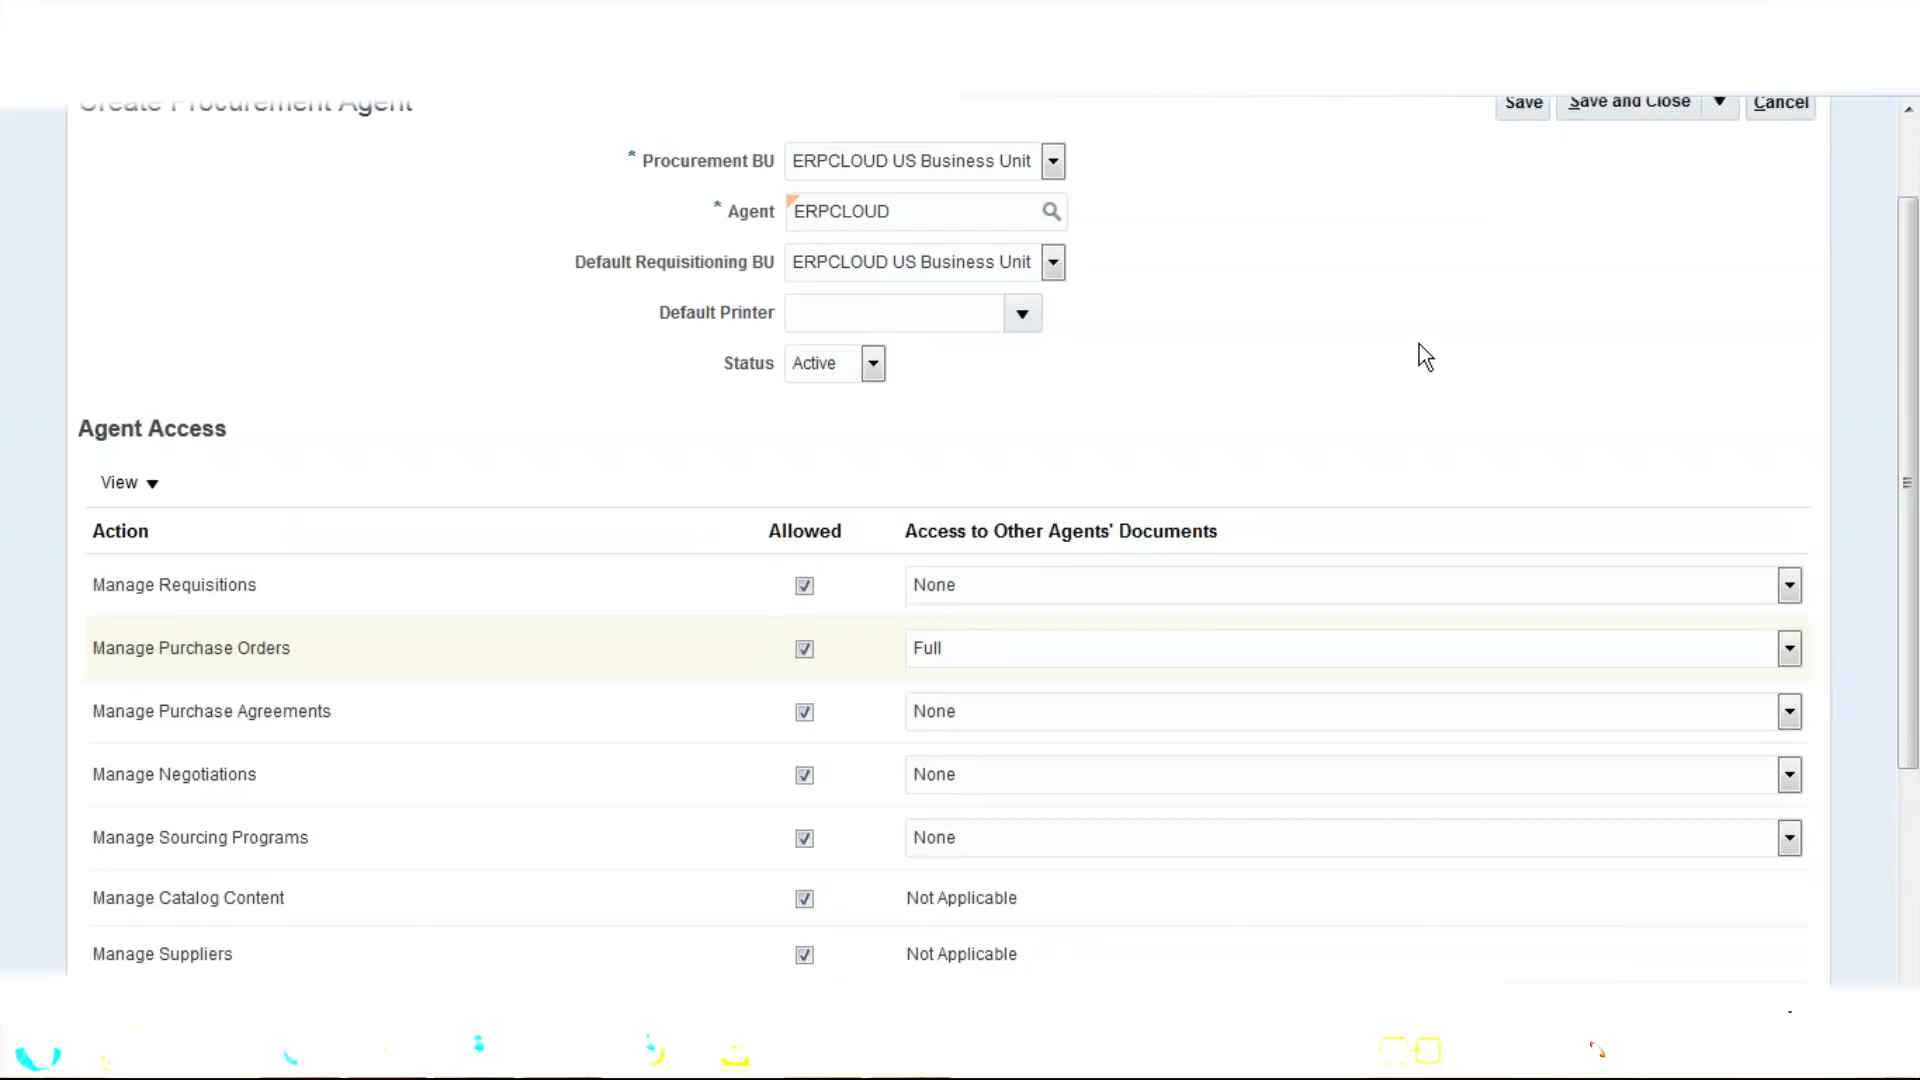 Create Procurement Agent
Save Save and Close Cancel
* Procurement BU ERPCLOUD US Business Unit
* Agent ERPCLOUD
Default Requisitioning BU ERPCLOUD US Business Unit
Default Printer
Status Active
Agent Access
View
Action Allowed Access to Other Agents' Documents
Manage Requisitions None
Manage Purchase Orders Full
Manage Purchase Agreements None
Manage Negotiations None
Manage Sourcing Programs None
Manage Catalog Content Not Applicable
Manage Suppliers Not Applicable